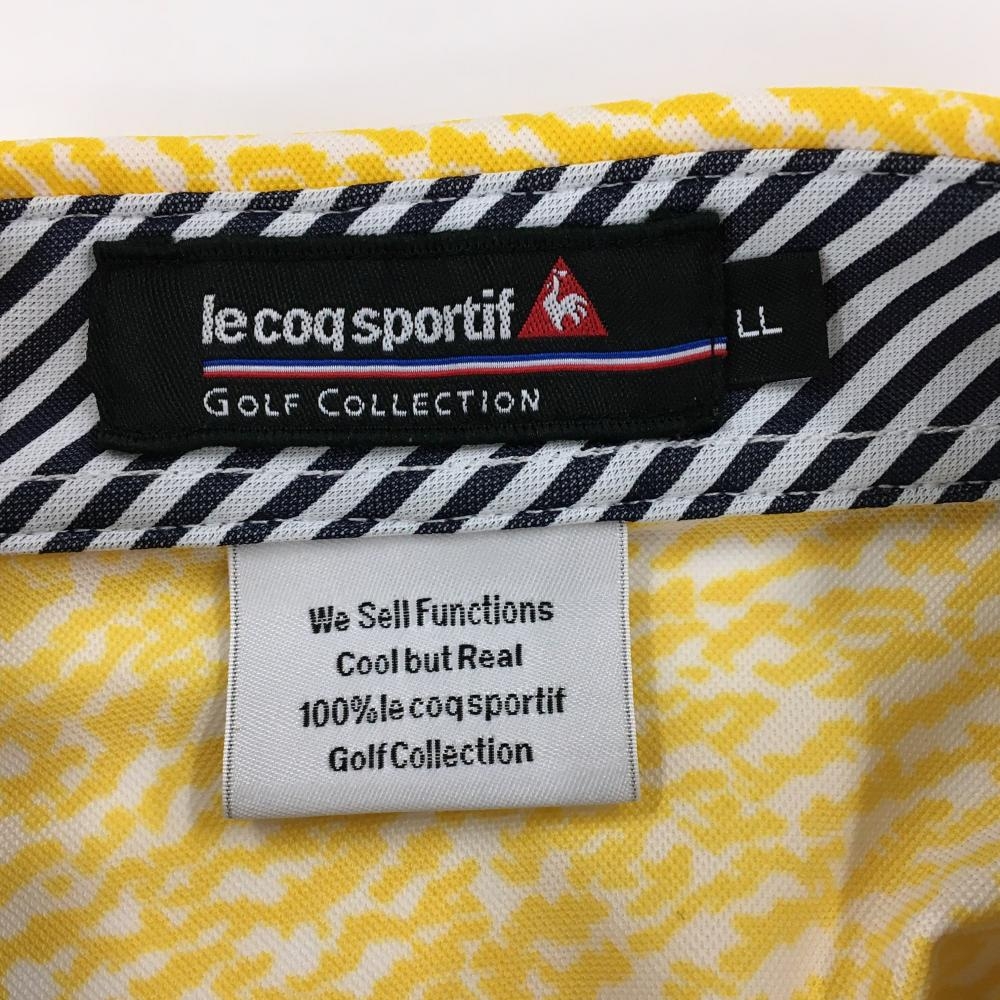 le coq sportif
GOLF COLLECTION
LL
We Sell Functions
Cool but Real
100% le coq sportif
Golf Collection